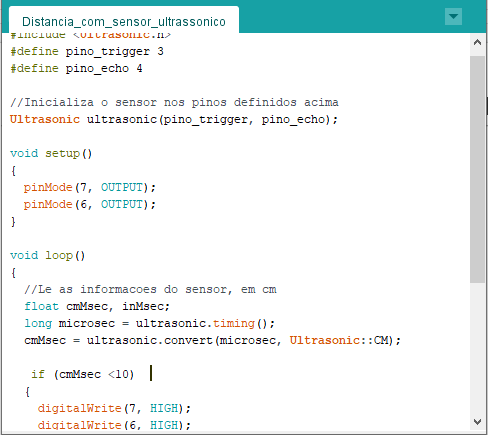 Distancia_com_sensor_ultrassonico
#include <Ultrasonic.h>
#define pino_trigger 3
#define pino_echo 4
//Inicializa o sensor nos pinos definidos acima
Ultrasonic ultrasonic(pino_trigger, pino_echo);
void setup()
{
pinMode(7, OUTPUT);
pinMode(6, OUTPUT);
}
void loop()
{
//Le as informacoes do sensor, em cm
float cmMsec, inMsec;
long microsec = ultrasonic.timing();
cmMsec = ultrasonic.convert(microsec, Ultrasonic::CM);
if (cmMsec <10)
{
digitalWrite(7, HIGH);
digitalWrite(6, HIGH);